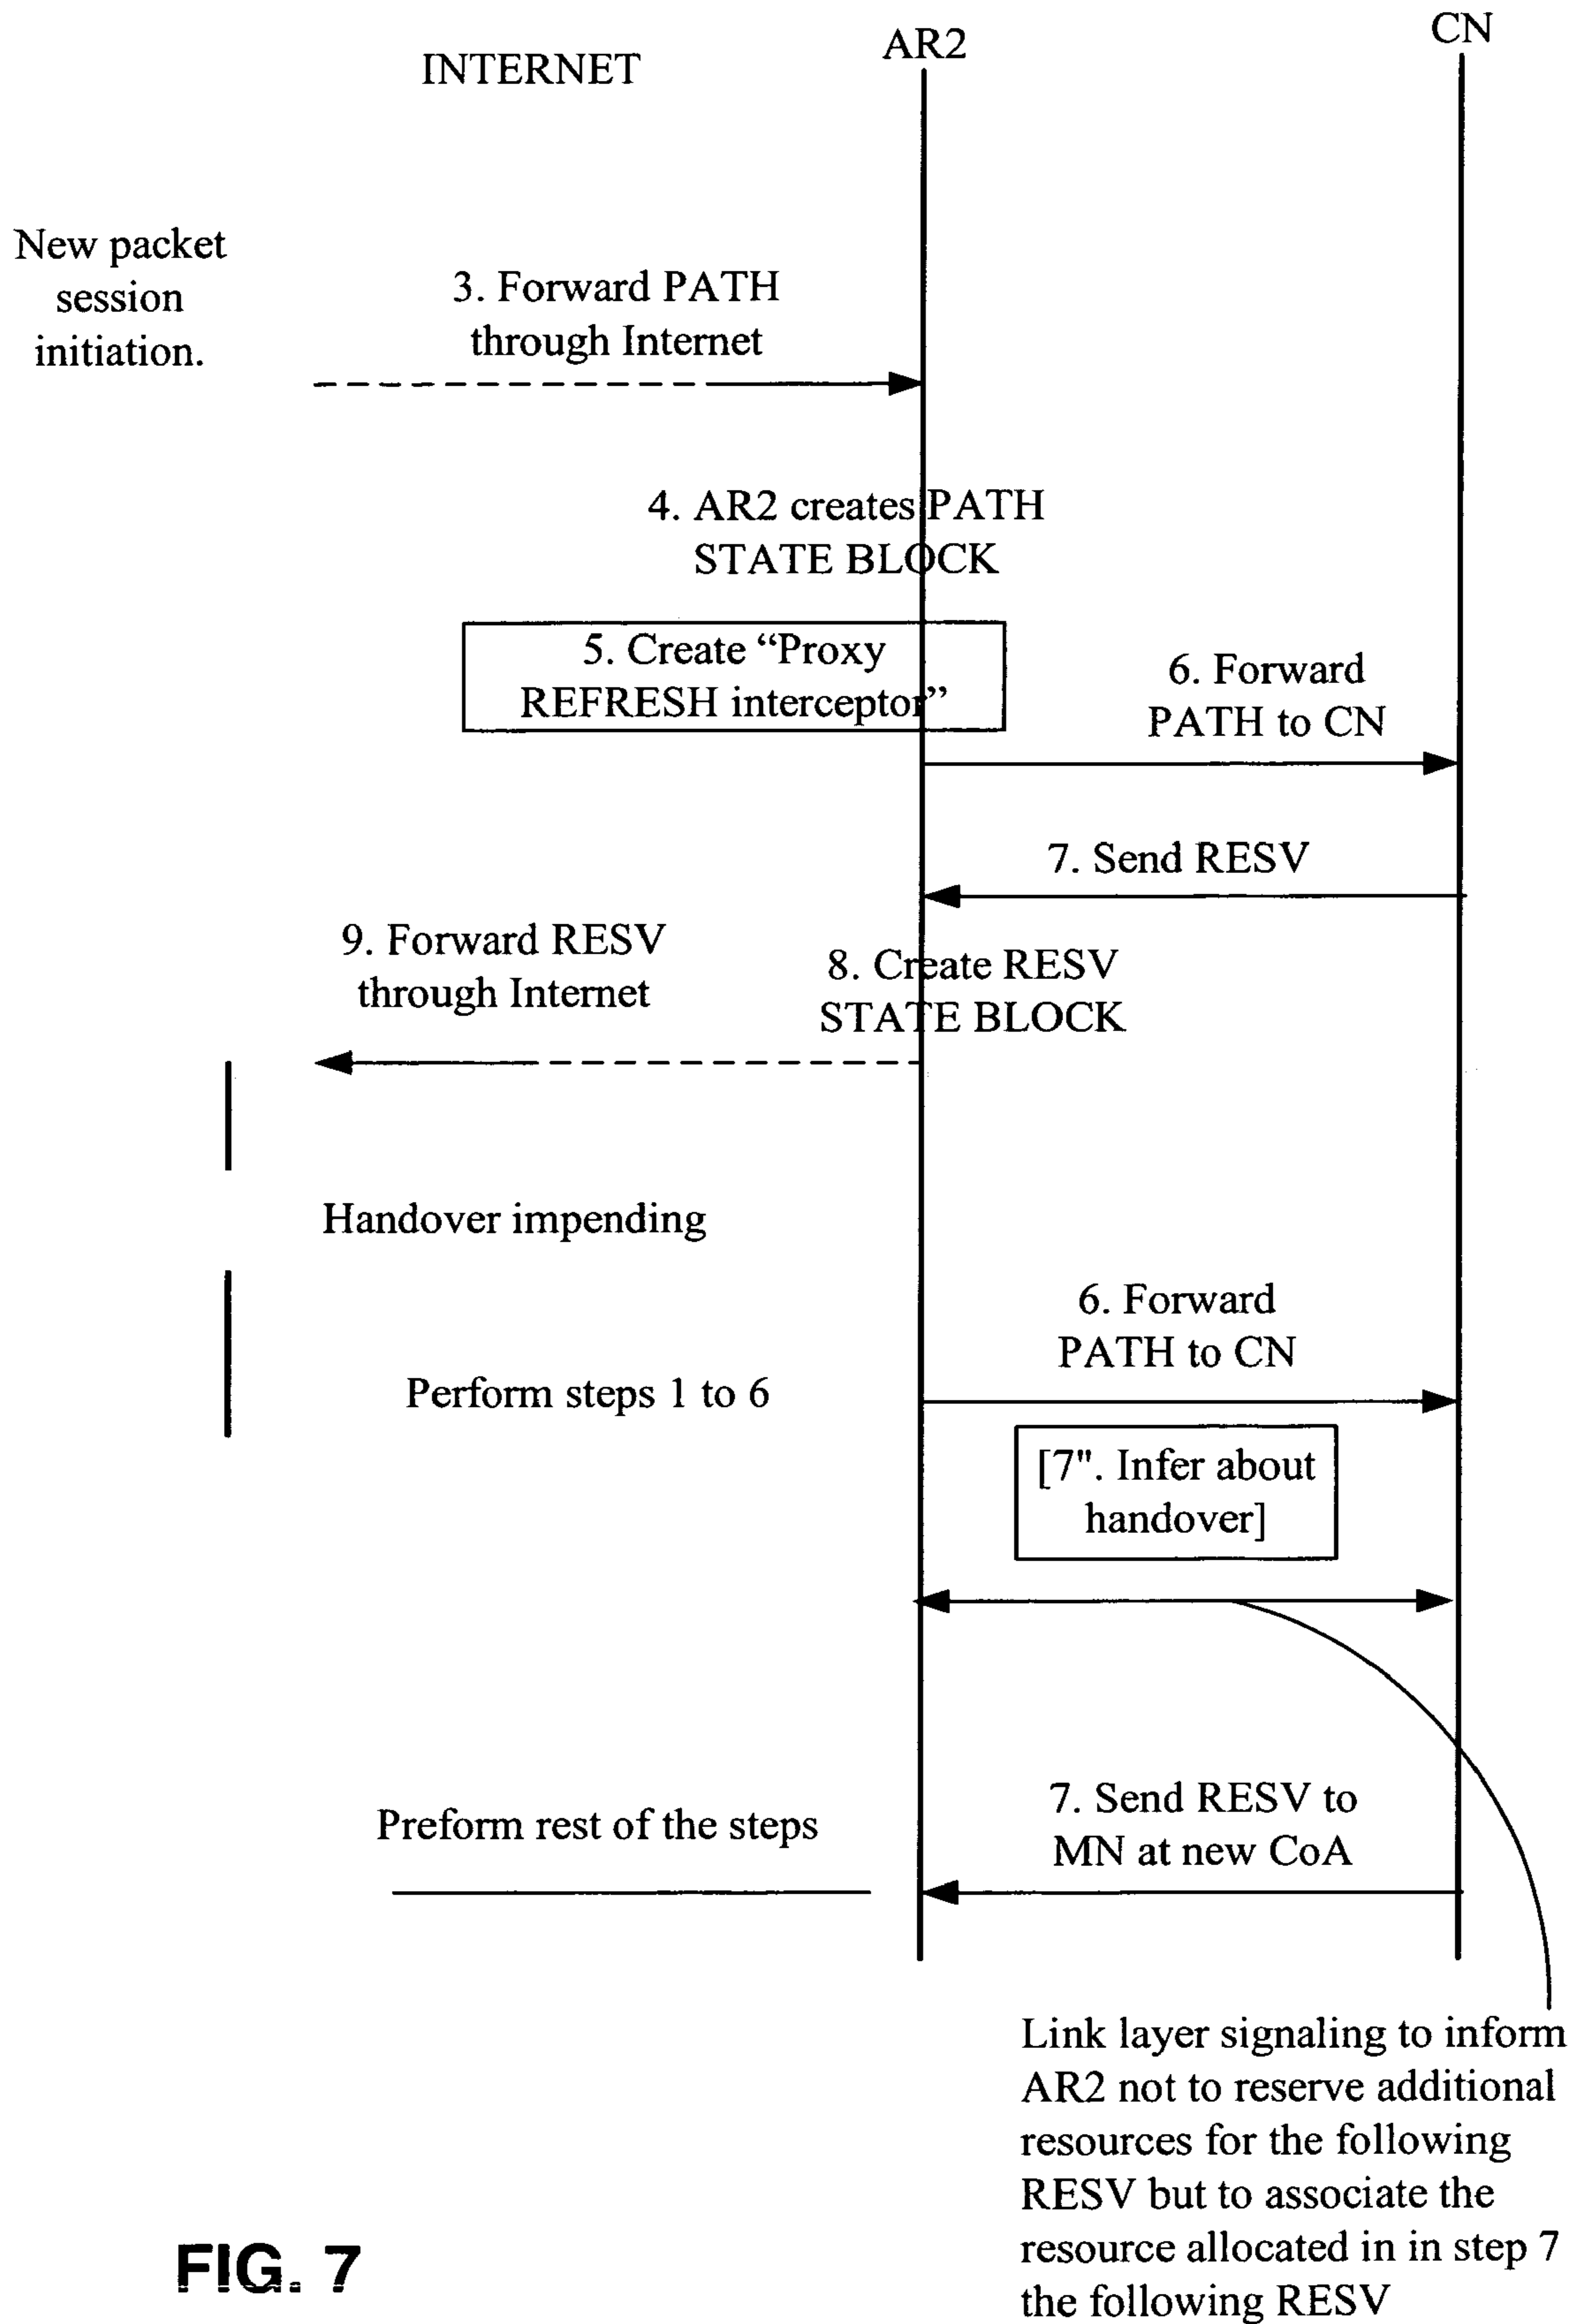 INTERNET
AR2
CN
New packet
session
initiation.
3. Forward PATH
through Internet
4. AR2 creates PATH
STATE BLOCK
5. Create “Proxy
REFRESH interceptor”
6. Forward
PATH to CN
7. Send RESV
9. Forward RESV
through Internet
8. Create RESV
STATE BLOCK
Handover impending
6. Forward
PATH to CN
Perform steps 1 to 6
[7". Infer about
handover]
Preform rest of the steps
7. Send RESV to
MN at new CoA
Link layer signaling to inform
AR2 not to reserve additional
resources for the following
RESV but to associate the
resource allocated in in step 7
the following RESV
FIG. 7